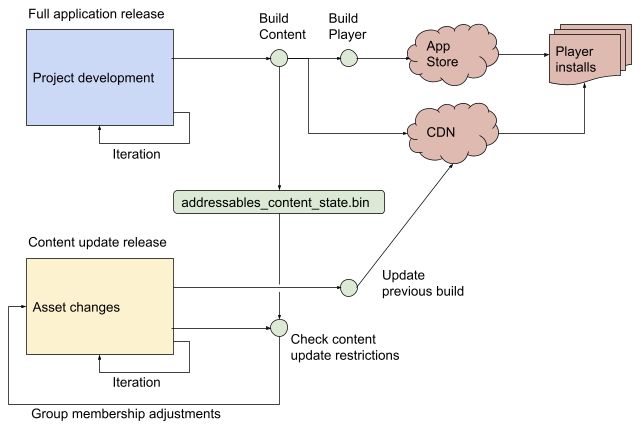 Full application release
Build
Content
Build
Player
Project development
App
Store
Player
installs
CDN
Iteration
addressables_content_state.bin
Content update release
Update
previous build
Asset changes
Check content
update restrictions
Iteration
Group membership adjustments